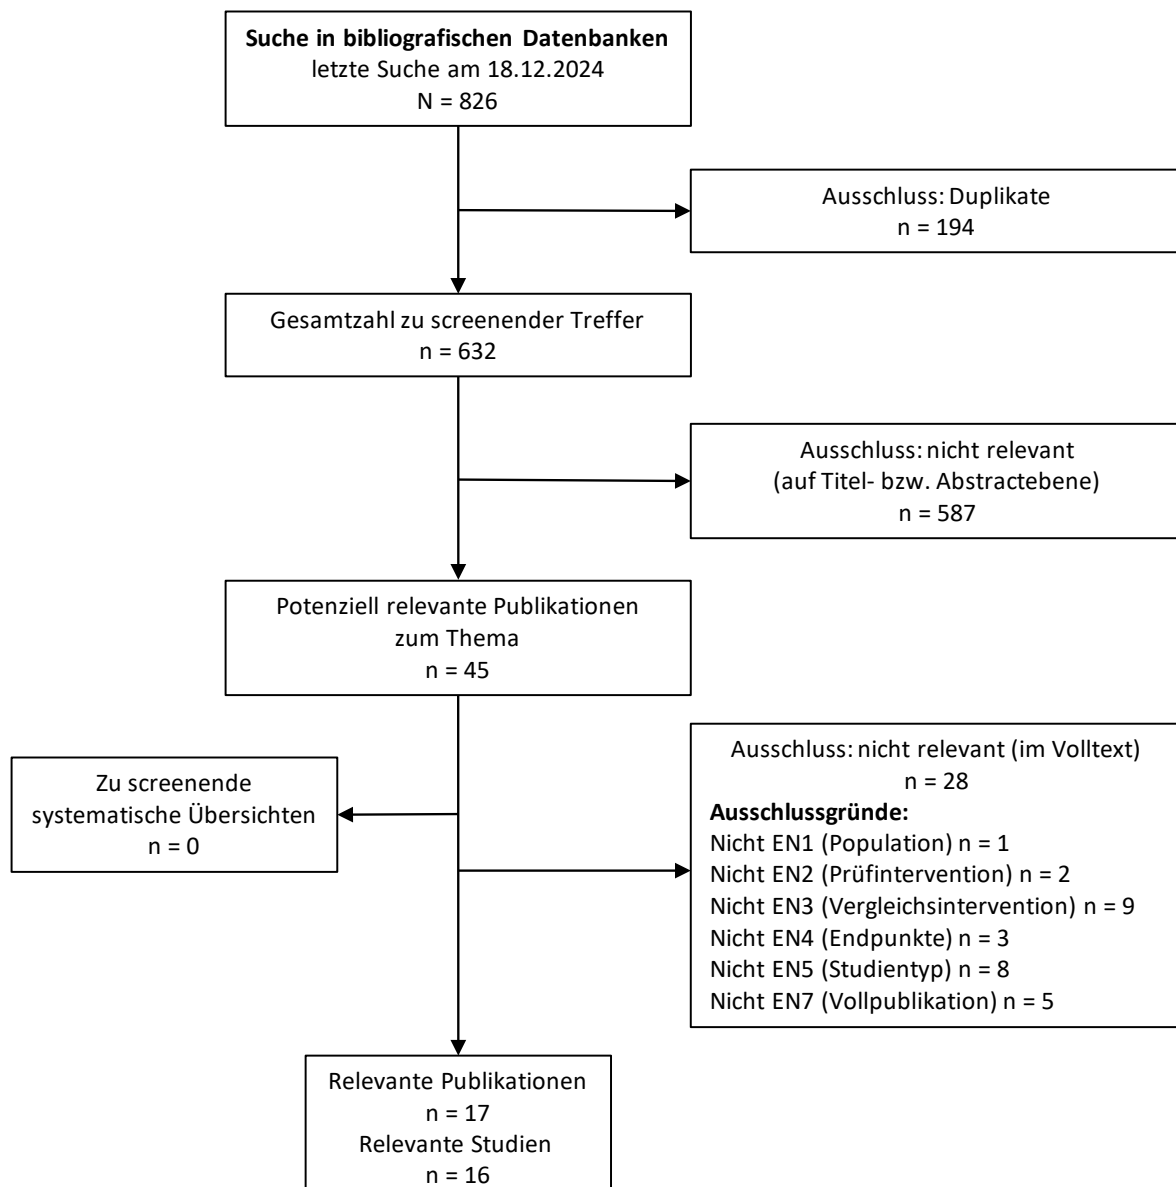 Suche in bibliografischen Datenbanken
letzte Suche am 18.12.2024
N = 826
Ausschluss: Duplikate
n = 194
Gesamtzahl zu screenender Treffer
n = 632
Ausschluss: nicht relevant
(auf Titel- bzw. Abstractebene)
n = 587
Potenziell relevante Publikationen
zum Thema
n = 45
Zu screenende
systematische Übersichten
n = 0
Ausschluss: nicht relevant (im Volltext)
n = 28
Ausschlussgründe:
Nicht EN1 (Population) n = 1
Nicht EN2 (Prüfintervention) n = 2
Nicht EN3 (Vergleichsintervention) n = 9
Nicht EN4 (Endpunkte) n = 3
Nicht EN5 (Studientyp) n = 8
Nicht EN7 (Vollpublikation) n = 5
Relevante Publikationen
n = 17
Relevante Studien
n = 16